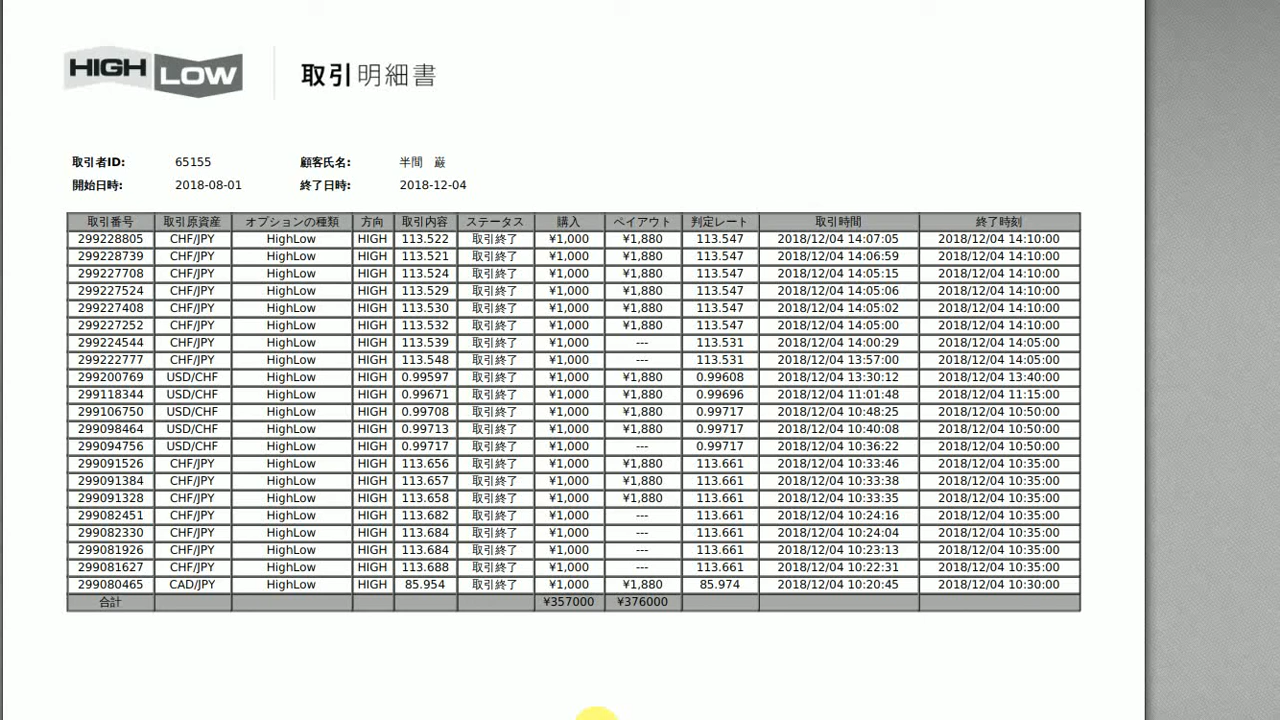 HIGH LOW 取引明細書
取引者ID: 65155 顧客氏名: 半間 巌
開始日時: 2018-08-01 終了日時: 2018-12-04
取引番号 取引原資産 オプションの種類 方向 取引内容 ステータス 購入 ペイアウト 判定レート 取引時間 終了時刻
299228805 CHF/JPY HighLow HIGH 113.522 取引終了 ¥1,000 ¥1,880 113.547 2018/12/04 14:07:05 2018/12/04 14:10:00
299228739 CHF/JPY HighLow HIGH 113.521 取引終了 ¥1,000 ¥1,880 113.547 2018/12/04 14:06:59 2018/12/04 14:10:00
299227708 CHF/JPY HighLow HIGH 113.524 取引終了 ¥1,000 ¥1,880 113.547 2018/12/04 14:05:15 2018/12/04 14:10:00
299227524 CHF/JPY HighLow HIGH 113.529 取引終了 ¥1,000 ¥1,880 113.547 2018/12/04 14:05:06 2018/12/04 14:10:00
299227408 CHF/JPY HighLow HIGH 113.530 取引終了 ¥1,000 ¥1,880 113.547 2018/12/04 14:05:02 2018/12/04 14:10:00
299227252 CHF/JPY HighLow HIGH 113.532 取引終了 ¥1,000 ¥1,880 113.547 2018/12/04 14:05:00 2018/12/04 14:10:00
299224544 CHF/JPY HighLow HIGH 113.539 取引終了 ¥1,000 --- 113.531 2018/12/04 14:00:29 2018/12/04 14:05:00
299222777 CHF/JPY HighLow HIGH 113.548 取引終了 ¥1,000 --- 113.531 2018/12/04 13:57:00 2018/12/04 14:05:00
299200769 USD/CHF HighLow HIGH 0.99597 取引終了 ¥1,000 ¥1,880 0.99608 2018/12/04 13:30:12 2018/12/04 13:40:00
299118344 USD/CHF HighLow HIGH 0.99671 取引終了 ¥1,000 ¥1,880 0.99696 2018/12/04 11:01:48 2018/12/04 11:15:00
299106750 USD/CHF HighLow HIGH 0.99708 取引終了 ¥1,000 ¥1,880 0.99717 2018/12/04 10:48:25 2018/12/04 10:50:00
299098464 USD/CHF HighLow HIGH 0.99713 取引終了 ¥1,000 ¥1,880 0.99717 2018/12/04 10:40:08 2018/12/04 10:50:00
299094756 USD/CHF HighLow HIGH 0.99717 取引終了 ¥1,000 --- 0.99717 2018/12/04 10:36:22 2018/12/04 10:50:00
299091526 CHF/JPY HighLow HIGH 113.656 取引終了 ¥1,000 ¥1,880 113.661 2018/12/04 10:33:46 2018/12/04 10:35:00
299091384 CHF/JPY HighLow HIGH 113.657 取引終了 ¥1,000 ¥1,880 113.661 2018/12/04 10:33:38 2018/12/04 10:35:00
299091328 CHF/JPY HighLow HIGH 113.658 取引終了 ¥1,000 ¥1,880 113.661 2018/12/04 10:33:35 2018/12/04 10:35:00
299082451 CHF/JPY HighLow HIGH 113.682 取引終了 ¥1,000 --- 113.661 2018/12/04 10:24:16 2018/12/04 10:35:00
299082330 CHF/JPY HighLow HIGH 113.684 取引終了 ¥1,000 --- 113.661 2018/12/04 10:24:04 2018/12/04 10:35:00
299081926 CHF/JPY HighLow HIGH 113.684 取引終了 ¥1,000 --- 113.661 2018/12/04 10:23:13 2018/12/04 10:35:00
299081627 CHF/JPY HighLow HIGH 113.688 取引終了 ¥1,000 --- 113.661 2018/12/04 10:22:31 2018/12/04 10:35:00
299080465 CAD/JPY HighLow HIGH 85.954 取引終了 ¥1,000 ¥1,880 85.974 2018/12/04 10:20:45 2018/12/04 10:30:00
合計 ¥357000 ¥376000